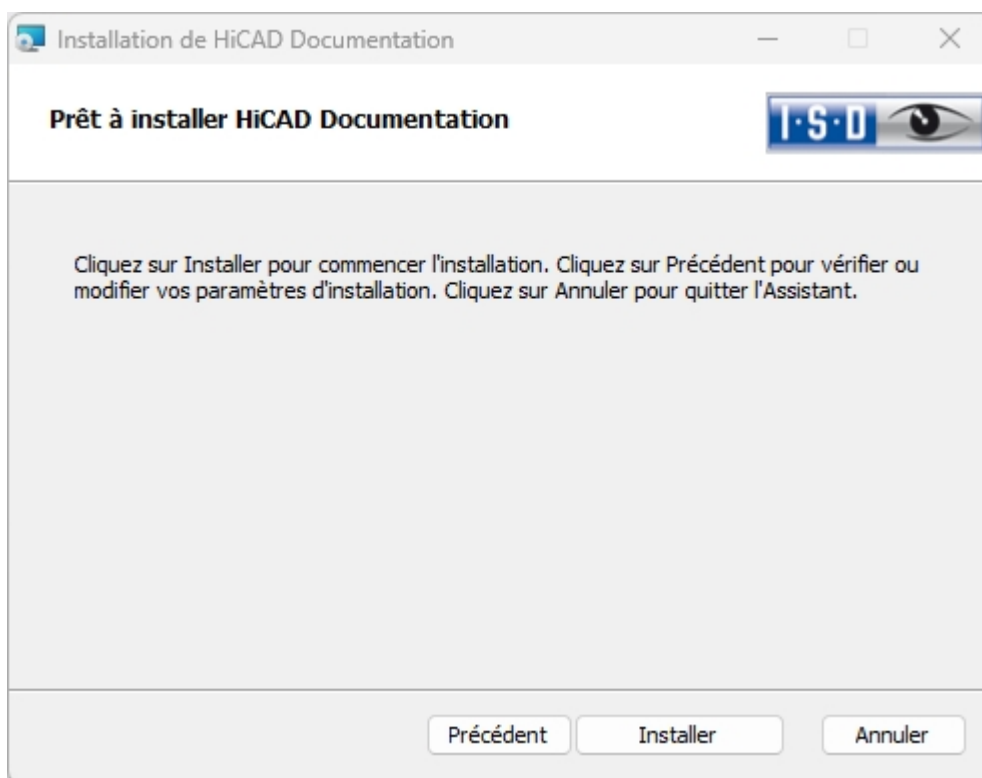 Installation de HiCAD Documentation
Prêt à installer HiCAD Documentation
I·S·D
Cliquez sur Installer pour commencer l'installation. Cliquez sur Précédent pour vérifier ou
modifier vos paramètres d'installation. Cliquez sur Annuler pour quitter l'Assistant.
Précédent Installer Annuler